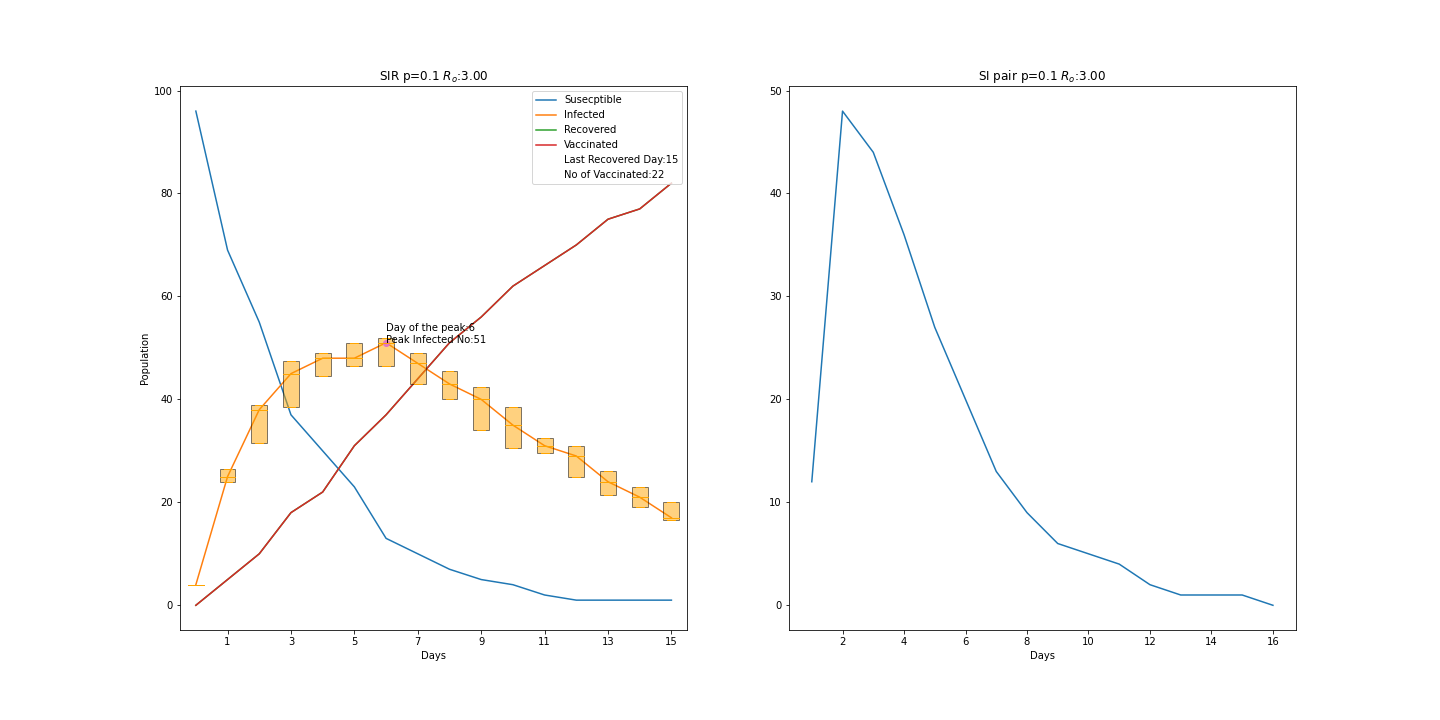 SIR p=0.1 Rₒ:3.00
100
80
60
40
20
0
Population
Susecptible
Infected
Recovered
Vaccinated
Last Recovered Day:15
No of Vaccinated:22
Day of the peak:6
Peak Infected No:51
1 3 5 7 9 11 13 15
Days
SI pair p=0.1 Rₒ:3.00
50
40
30
20
10
0
2 4 6 8 10 12 14 16
Days